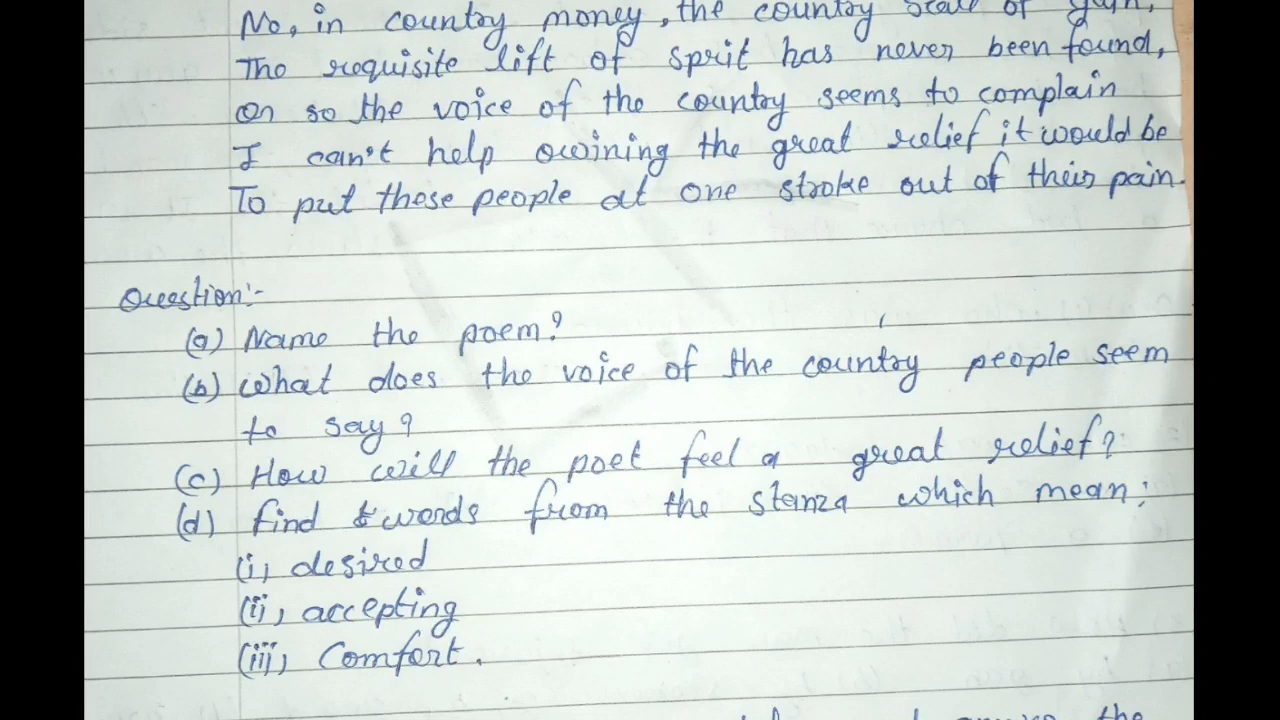 No, in country money, the country scale of gain,
The requisite lift of sprit has never been found,
or so the voice of the country seems to complain
I can't help owining the great relief it would be
To put these people at one stroke out of their pain.
Question:-
(a) Name the poem?
(b) What does the voice of the country people seem
to say?
(c) How will the poet feel a great relief?
(d) find words from the stanza which mean:
(i) desired
(ii) accepting
(iii) Comfort.
the